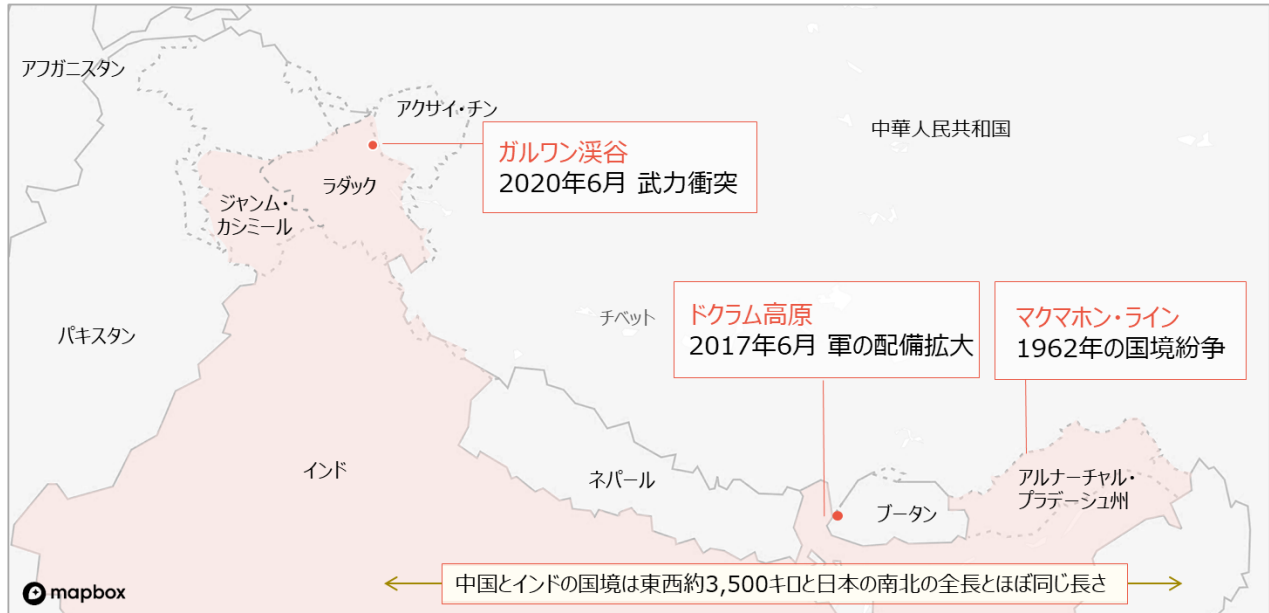 アフガニスタン
アクサイ・チン
中華人民共和国
ガルワン渓谷
2020年6月 武力衝突
ラダック
ジャンム・
カシミール
パキスタン
チベット
ドクラム高原
2017年6月 軍の配備拡大
マクマホン・ライン
1962年の国境紛争
インド
ネパール
ブータン
アルナーチャル・
プラデーシュ州
中国とインドの国境は東西約3,500キロと日本の南北の全長とほぼ同じ長さ
mapbox